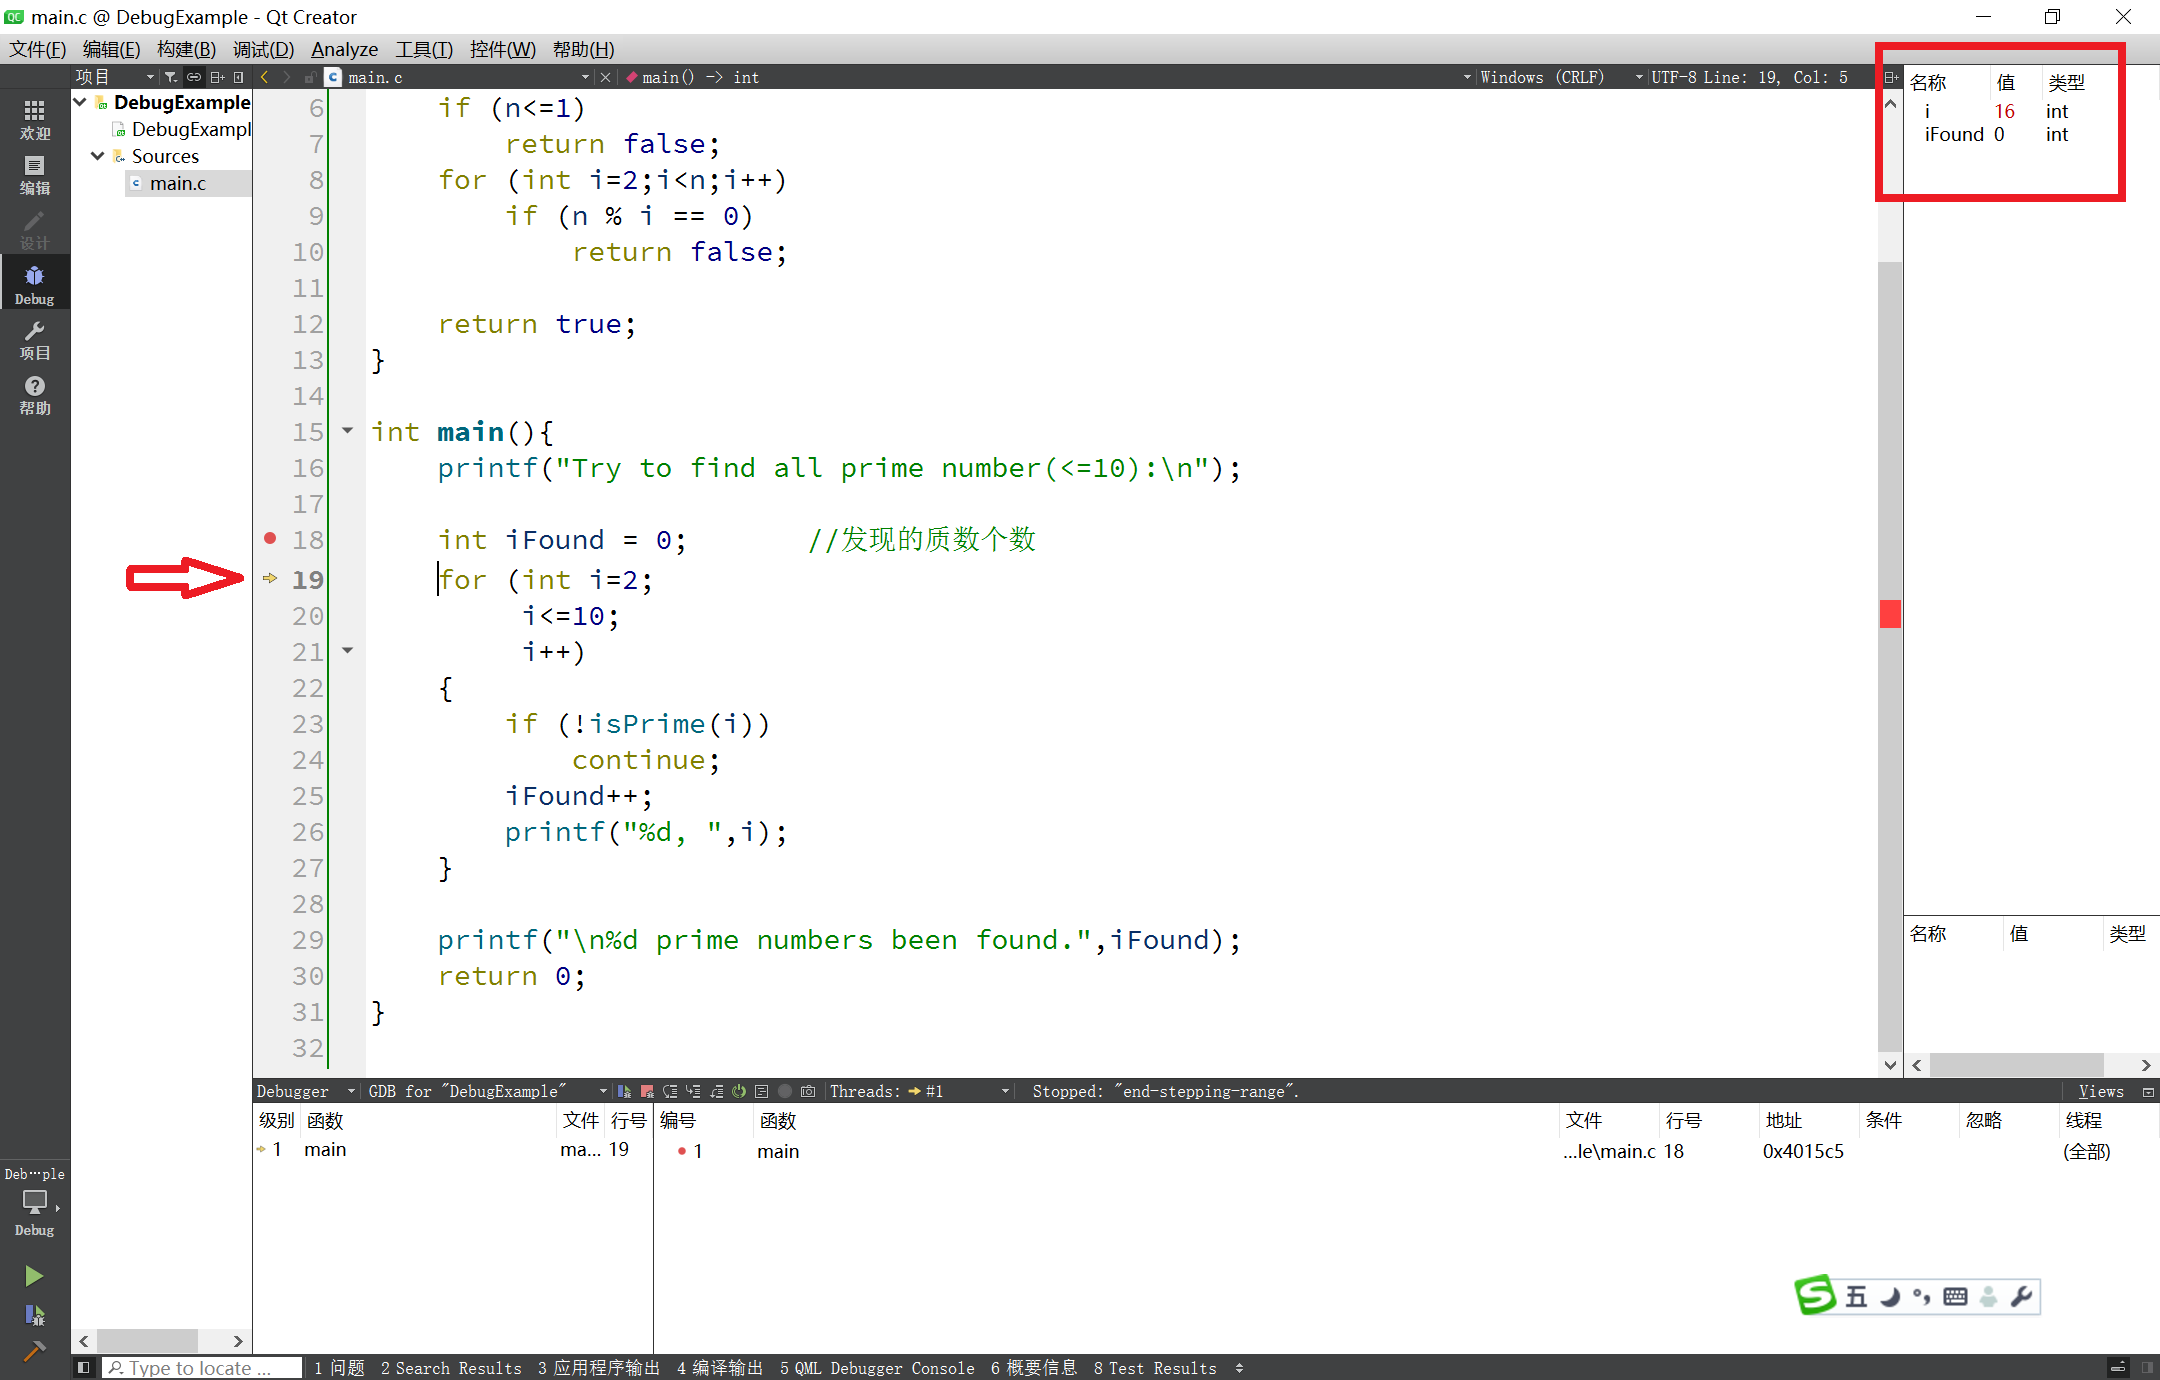 main.c @ DebugExample - Qt Creator
文件(F) 编辑(E) 构建(B) 调试(D) Analyze 工具(T) 控件(W) 帮助(H)
项目 main.c main() -> int Windows (CRLF) UTF-8 Line: 19, Col: 5
欢迎
编辑
设计
Debug
项目
帮助
DebugExample
DebugExampl
Sources
main.c
6 if (n<=1)
7 return false;
8 for (int i=2;i<n;i++)
9 if (n % i == 0)
10 return false;
11
12 return true;
13 }
14
15 int main(){
16 printf("Try to find all prime number(<=10):\n");
17
18 int iFound = 0; //发现的质数个数
19 for (int i=2;
20 i<=10;
21 i++)
22 {
23 if (!isPrime(i))
24 continue;
25 iFound++;
26 printf("%d, ",i);
27 }
28
29 printf("\n%d prime numbers been found.",iFound);
30 return 0;
31 }
32
名称 值 类型
i 16 int
iFound 0 int
名称 值 类型
Debugger GDB for "DebugExample" Threads: #1 Stopped: "end-stepping-range". Views
级别 函数 文件 行号
1 main ma... 19
编号 函数 文件 行号 地址 条件 忽略 线程
1 main ...le\main.c 18 0x4015c5 (全部)
Deb…ple
Debug
五
Type to locate ... 1 问题 2 Search Results 3 应用程序输出 4 编译输出 5 QML Debugger Console 6 概要信息 8 Test Results